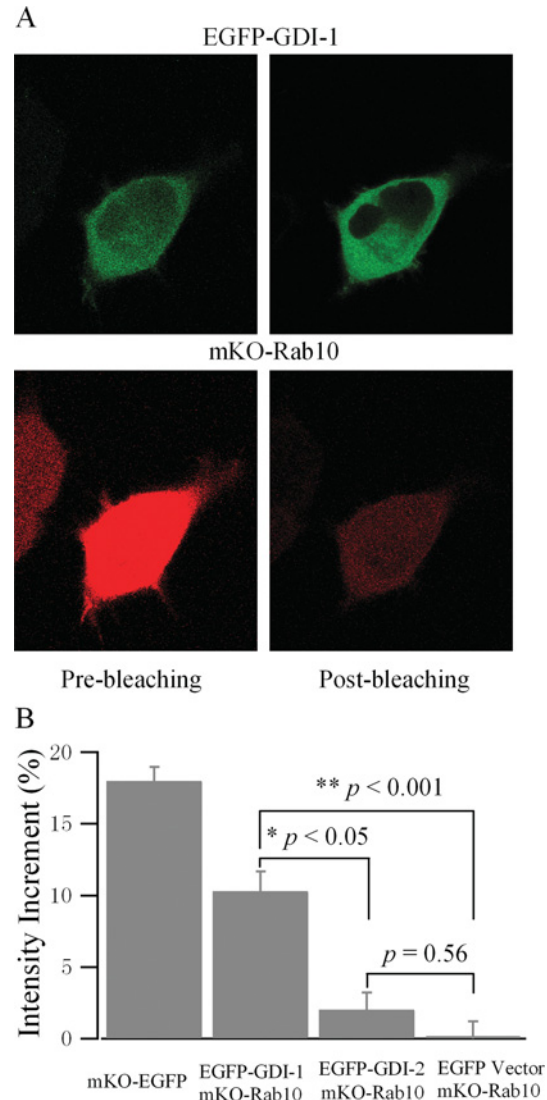 A
EGFP-GDI-1
mKO-Rab10
Pre-bleaching Post-bleaching
B
Intensity Increment (%)
20
15
10
5
0
** p < 0.001
* p < 0.05
p = 0.56
mKO-EGFP
EGFP-GDI-1
mKO-Rab10
EGFP-GDI-2
mKO-Rab10
EGFP Vector
mKO-Rab10